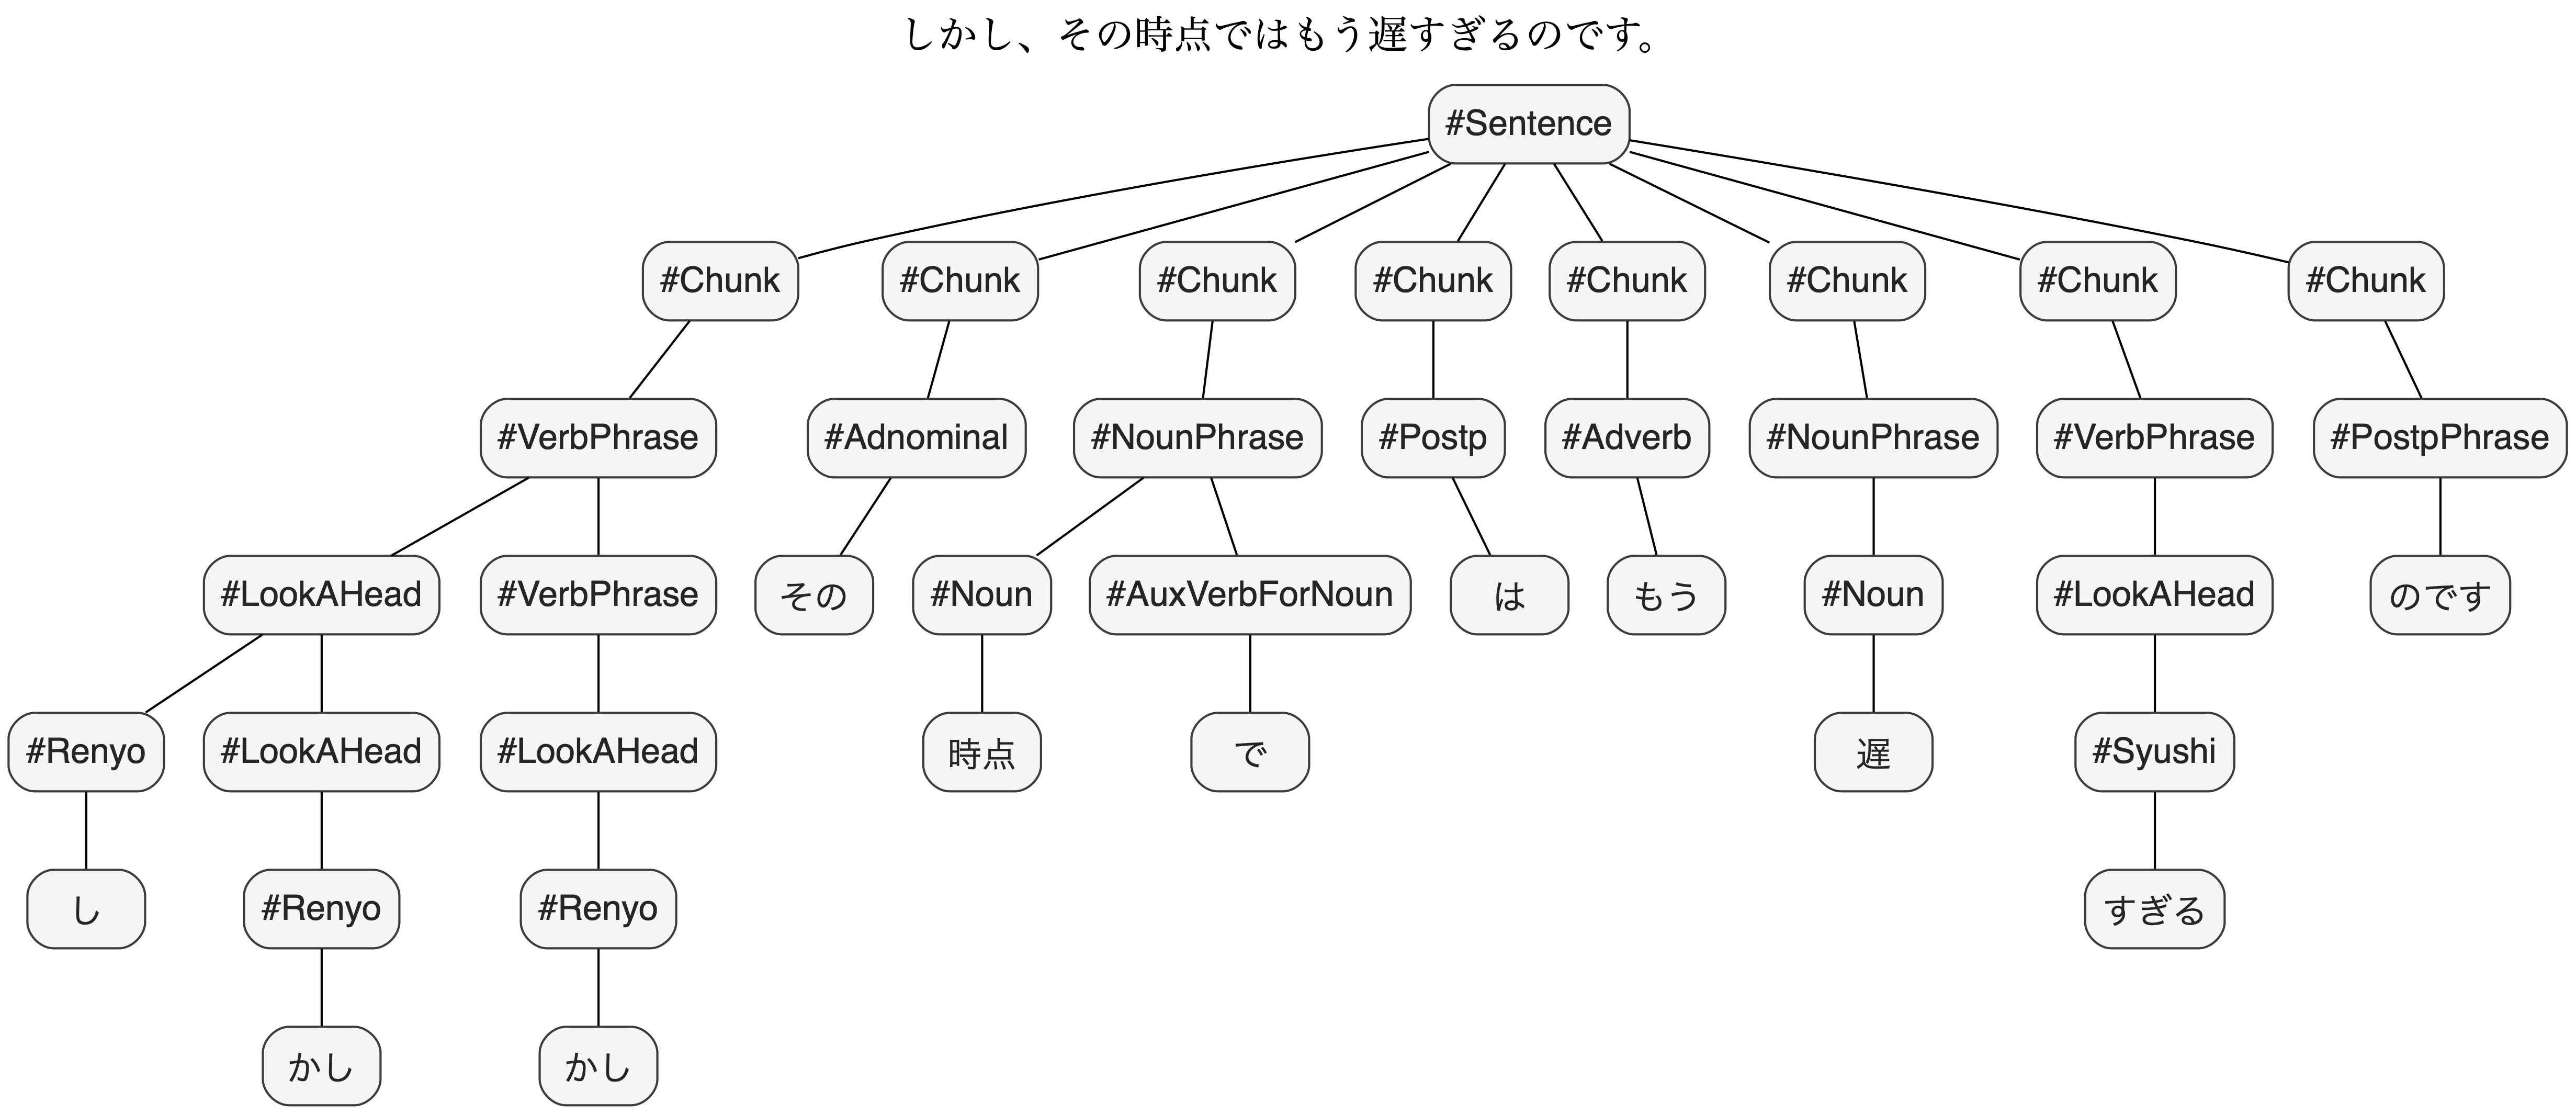 しかし、その時点ではもう遅すぎるのです。
#Sentence
#Chunk #Chunk #Chunk #Chunk #Chunk #Chunk #Chunk #Chunk
#VerbPhrase #Adnominal #NounPhrase #Postp #Adverb #NounPhrase #VerbPhrase #PostpPhrase
#LookAHead #VerbPhrase その #Noun #AuxVerbForNoun は もう #Noun #LookAHead のです
#Renyo #LookAHead #LookAHead 時点 で 遅 #Syushi
し #Renyo #Renyo すぎる
かし かし